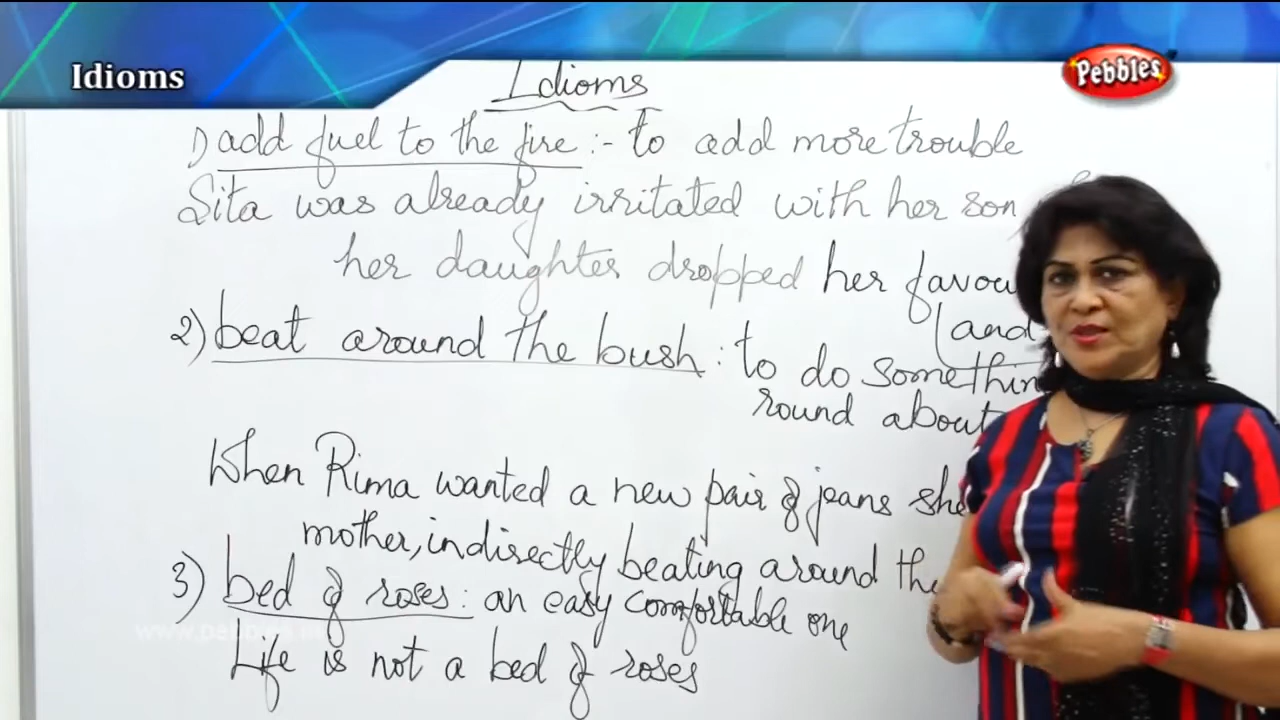 Idioms
Pebbles
Idioms
1) add fuel to the fire :- to add more trouble
Sita was already irritated with her son
her daughter dropped her favou
(and
2) beat around the bush : to do somethin
round about
When Rima wanted a new pair of jeans she
mother, indirectly beating around the
3) bed of roses : an easy comfortable one
Life is not a bed of roses